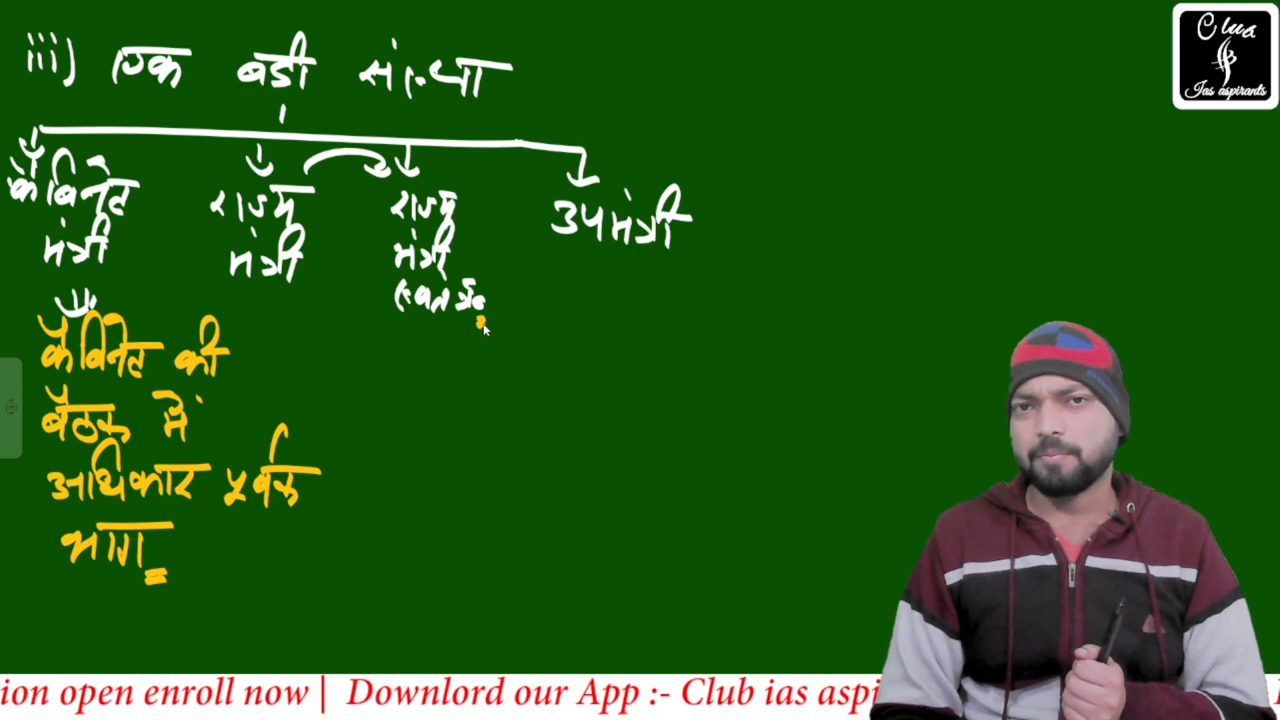 iii) एक बडी संस्था
कैबिनेट
मंत्री
राज्य
मंत्री
राज्य
मंत्री
(स्वतंत्र
उपमंत्री
कैबिनेट की
बैठक में
अधिकार पूर्वक
भाग
Club
Ias aspirants
ion open enroll now | Downlord our App :- Club ias aspi